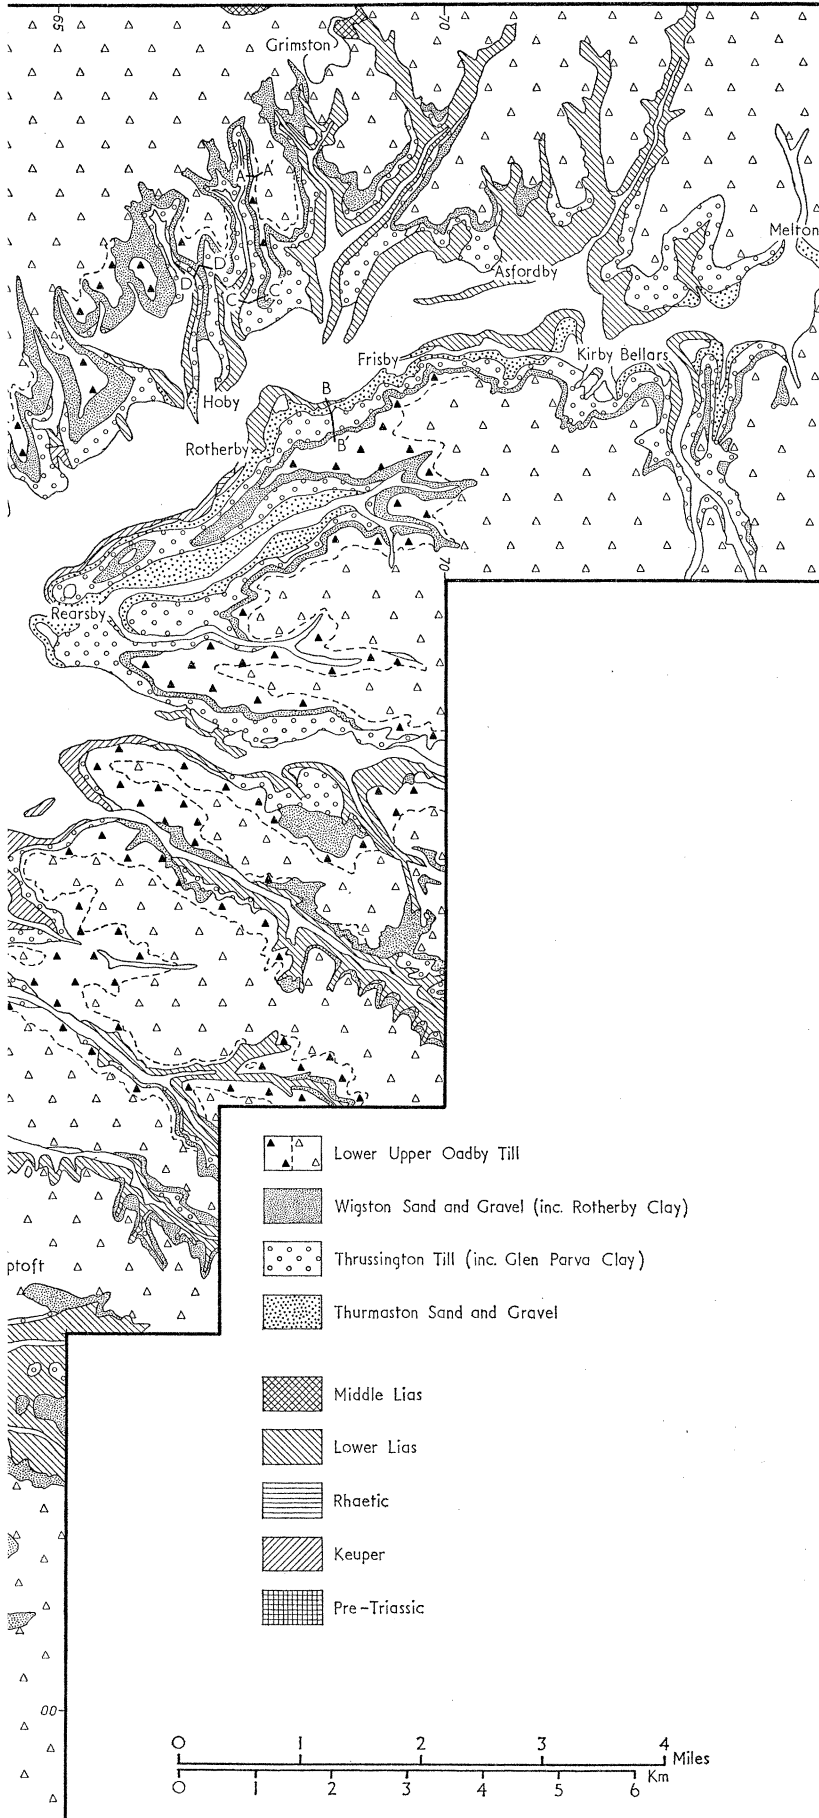 65
70
Grimston
A A'
Melton
D D'
Asfordby
C C'
Frisby
Kirby Bellars
B
Hoby
B'
Rotherby
70
Rearsby
Lower Upper Oadby Till
Wigston Sand and Gravel (inc. Rotherby Clay)
Thrussington Till (inc. Glen Parva Clay)
ptoft
Thurmaston Sand and Gravel
Middle Lias
Lower Lias
Rhaetic
Keuper
Pre-Triassic
00
0 1 2 3 4 Miles
0 1 2 3 4 5 6 Km